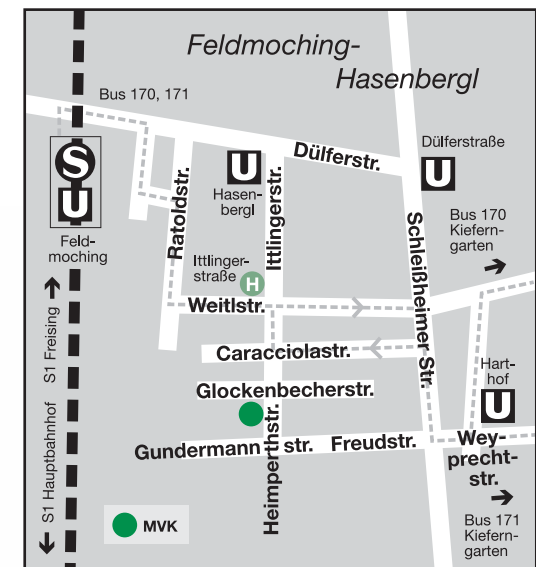 Feldmoching-
Hasenbergl
Bus 170, 171
S
U
Feld-
moching
Ratoldstr.
U
Hasen-
bergl
Ittlingerstr.
Dülferstr.
Dülferstraße
U
Schleißheimer Str.
Bus 170
Kiefern-
garten
Ittlinger-
straße
H
Weitlstr.
Caracciolastr.
Glockenbecherstr.
Hart-
hof
U
Heimperthstr.
Gundermann str.
Freudstr.
Wey-
precht-
str.
S1 Freising
S1 Hauptbahnhof
MVK
Bus 171
Kiefern-
garten